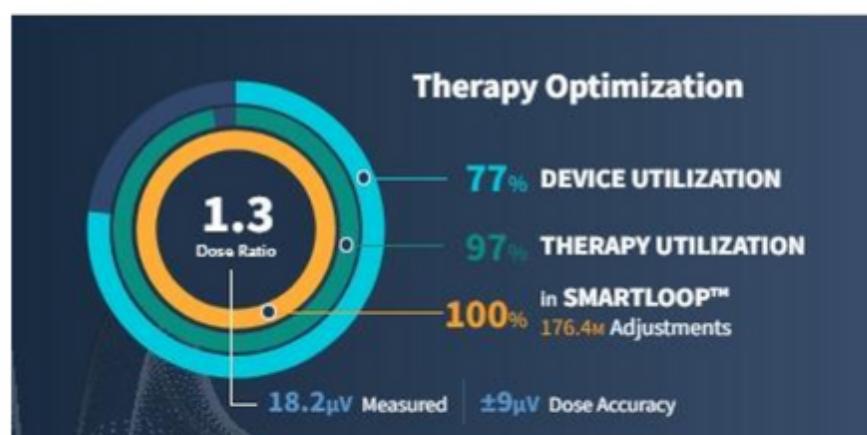 Therapy Optimization
77% DEVICE UTILIZATION
1.3
Dose Ratio
97% THERAPY UTILIZATION
100% in SMARTLOOP™
176.4M Adjustments
18.2µV Measured
±9µV Dose Accuracy